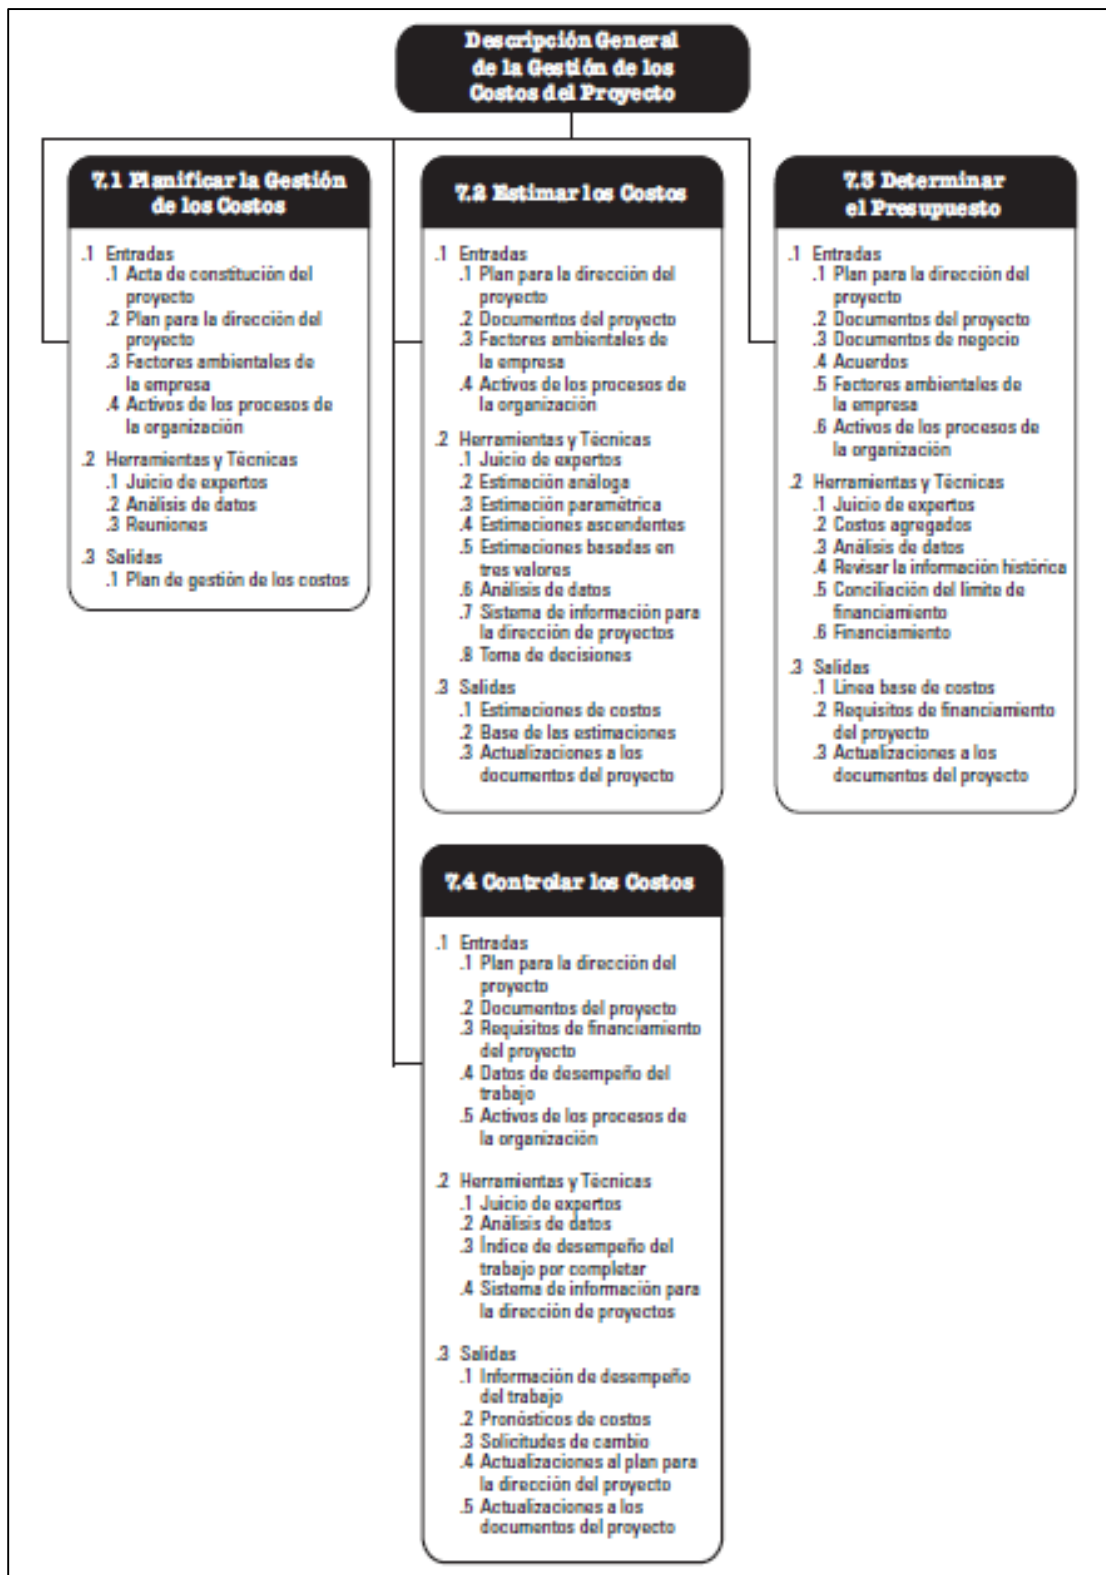 Descripción General
de la Gestión de los
Costos del Proyecto
7.1 Planificar la Gestión
de los Costos
.1 Entradas
.1 Acta de constitución del
proyecto
.2 Plan para la dirección del
proyecto
.3 Factores ambientales de
la empresa
.4 Activos de los procesos de
la organización
.2 Herramientas y Técnicas
.1 Juicio de expertos
.2 Análisis de datos
.3 Reuniones
.3 Salidas
.1 Plan de gestión de los costos
7.2 Estimar los Costos
.1 Entradas
.1 Plan para la dirección del
proyecto
.2 Documentos del proyecto
.3 Factores ambientales de
la empresa
.4 Activos de los procesos de
la organización
.2 Herramientas y Técnicas
.1 Juicio de expertos
.2 Estimación análoga
.3 Estimación paramétrica
.4 Estimaciones ascendentes
.5 Estimaciones basadas en
tres valores
.6 Análisis de datos
.7 Sistema de información para
la dirección de proyectos
.8 Toma de decisiones
.3 Salidas
.1 Estimaciones de costos
.2 Base de las estimaciones
.3 Actualizaciones a los
documentos del proyecto
7.3 Determinar
el Presupuesto
.1 Entradas
.1 Plan para la dirección del
proyecto
.2 Documentos del proyecto
.3 Documentos de negocio
.4 Acuerdos
.5 Factores ambientales de
la empresa
.6 Activos de los procesos de
la organización
.2 Herramientas y Técnicas
.1 Juicio de expertos
.2 Costos agregados
.3 Análisis de datos
.4 Revisar la información histórica
.5 Conciliación del límite de
financiamiento
.6 Financiamiento
.3 Salidas
.1 Línea base de costos
.2 Requisitos de financiamiento
del proyecto
.3 Actualizaciones a los
documentos del proyecto
7.4 Controlar los Costos
.1 Entradas
.1 Plan para la dirección del
proyecto
.2 Documentos del proyecto
.3 Requisitos de financiamiento
del proyecto
.4 Datos de desempeño del
trabajo
.5 Activos de los procesos de
la organización
.2 Herramientas y Técnicas
.1 Juicio de expertos
.2 Análisis de datos
.3 Índice de desempeño del
trabajo por completar
.4 Sistema de información para
la dirección de proyectos
.3 Salidas
.1 Información de desempeño
del trabajo
.2 Pronósticos de costos
.3 Solicitudes de cambio
.4 Actualizaciones al plan para
la dirección del proyecto
.5 Actualizaciones a los
documentos del proyecto